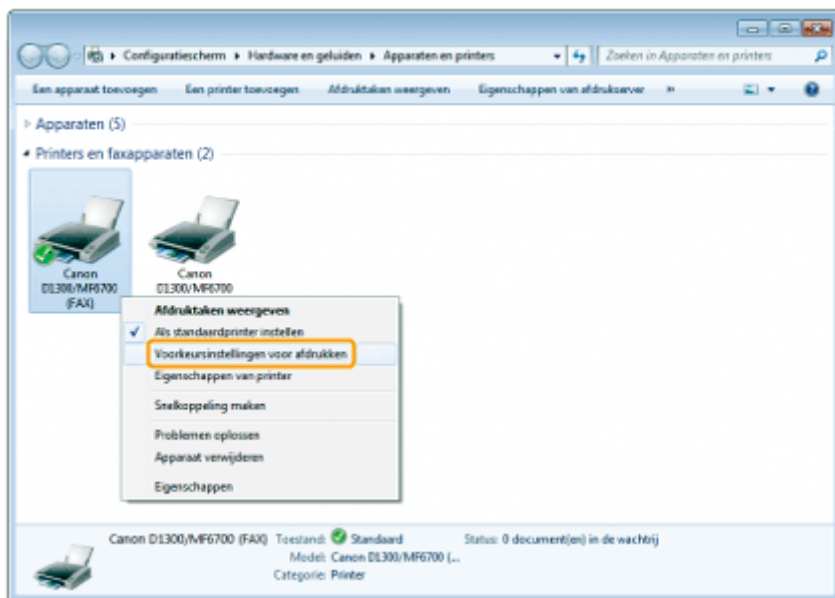 Configuratiescherm ▸ Hardware en geluiden ▸ Apparaten en printers
Zoeken in Apparaten en printers
Een apparaat toevoegen Een printer toevoegen Afdruktaken weergeven Eigenschappen van afdrukserver »
Apparaten (5)
Printers en faxapparaten (2)
Canon
D1300/MF6700
(FAX)
Canon
D1300/MF6700
Afdruktaken weergeven
Als standaardprinter instellen
Voorkeursinstellingen voor afdrukken
Eigenschappen van printer
Snelkoppeling maken
Problemen oplossen
Apparaat verwijderen
Eigenschappen
Canon D1300/MF6700 (FAX) Toestand: Standaard Status: 0 document(en) in de wachtrij
Model: Canon D1300/MF6700 (...
Categorie: Printer